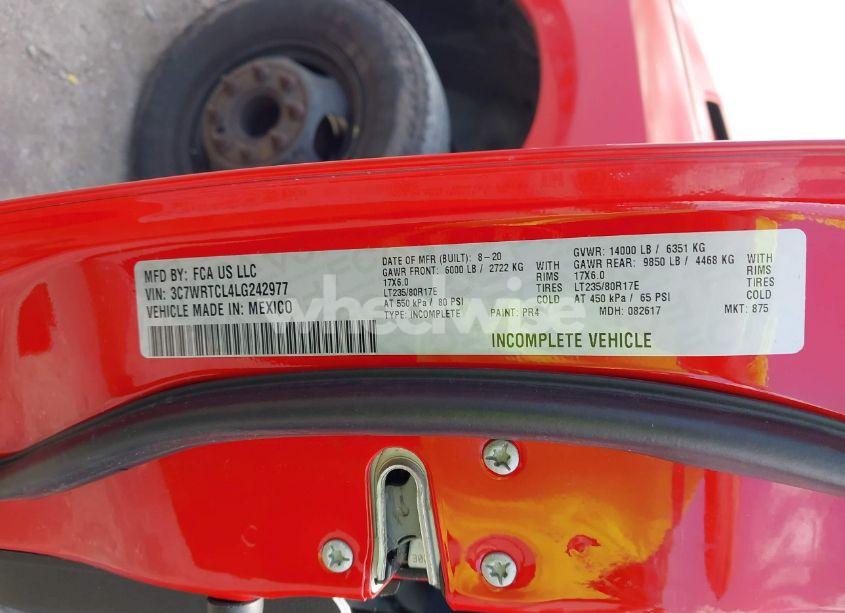 MFD BY: FCA US LLC
VIN: 3C7WRTCL4LG242977
VEHICLE MADE IN: MEXICO
DATE OF MFR (BUILT): 8-20
GAWR FRONT: 6000 LB / 2722 KG WITH
17X6.0 RIMS
LT235/80R17E TIRES
AT 550 kPa / 80 PSI COLD
TYPE: INCOMPLETE PAINT: PR4
GVWR: 14000 LB / 6351 KG
GAWR REAR: 9850 LB / 4468 KG WITH
17X6.0 RIMS
LT235/80R17E TIRES
AT 450 kPa / 65 PSI COLD
MDH: 082617 MKT: 875
INCOMPLETE VEHICLE
wheelwise